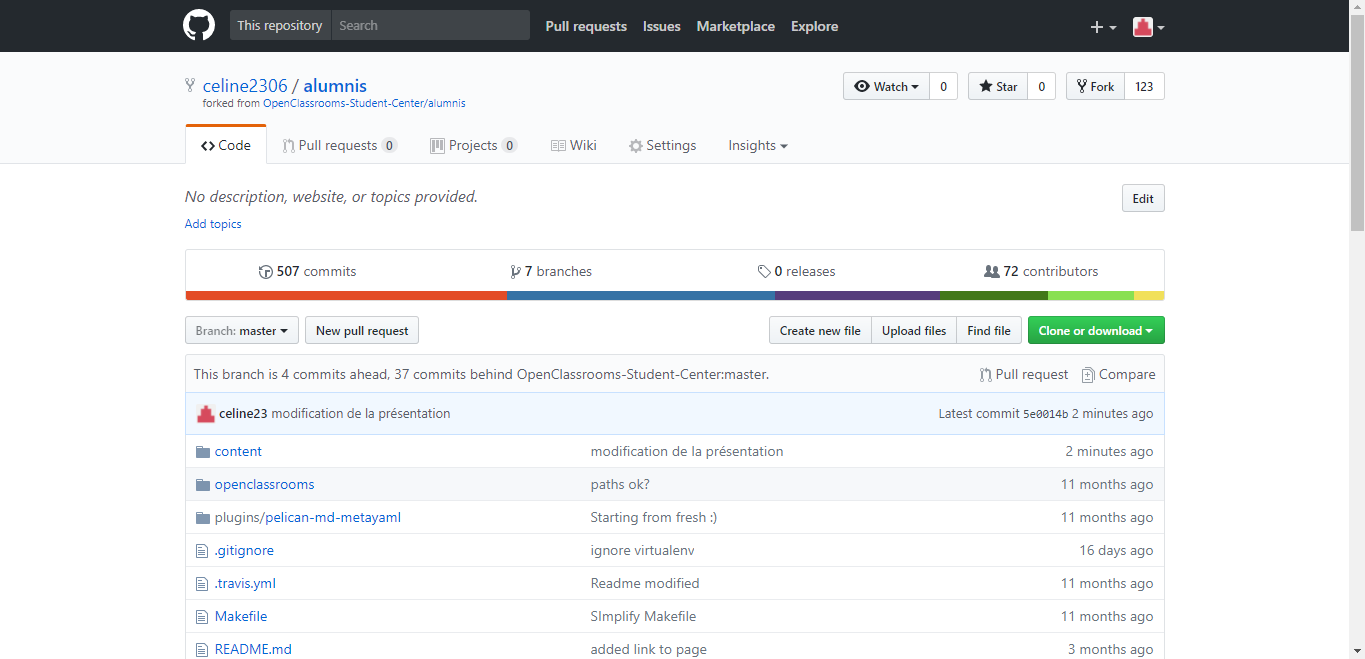 This repository Search Pull requests Issues Marketplace Explore
celine2306 / alumnis Watch 0 Star 0 Fork 123
forked from OpenClassrooms-Student-Center/alumnis
Code Pull requests 0 Projects 0 Wiki Settings Insights
No description, website, or topics provided. Edit
Add topics
507 commits 7 branches 0 releases 72 contributors
Branch: master New pull request Create new file Upload files Find file Clone or download
This branch is 4 commits ahead, 37 commits behind OpenClassrooms-Student-Center:master. Pull request Compare
celine23 modification de la présentation Latest commit 5e0014b 2 minutes ago
content modification de la présentation 2 minutes ago
openclassrooms paths ok? 11 months ago
plugins/pelican-md-metayaml Starting from fresh :) 11 months ago
.gitignore ignore virtualenv 16 days ago
.travis.yml Readme modified 11 months ago
Makefile SImplify Makefile 11 months ago
README.md added link to page 3 months ago